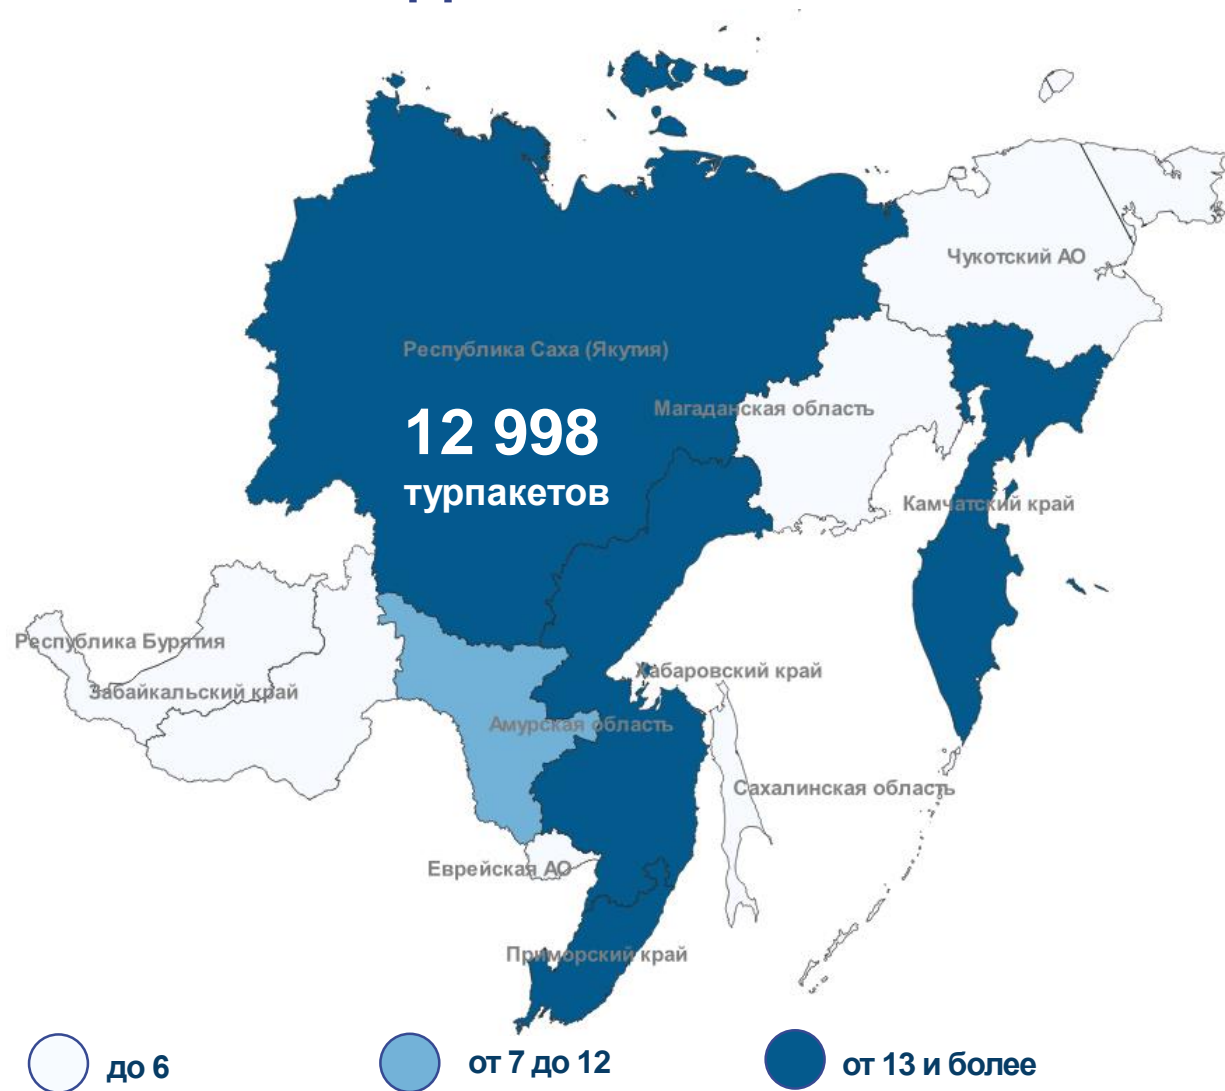 Чукотский АО
Республика Саха (Якутия)
Магаданская область
12 998
турпакетов
Камчатский край
Республика Бурятия
Хабаровский край
Забайкальский край
Амурская область
Сахалинская область
Еврейская АО
Приморский край
до 6
от 7 до 12
от 13 и более